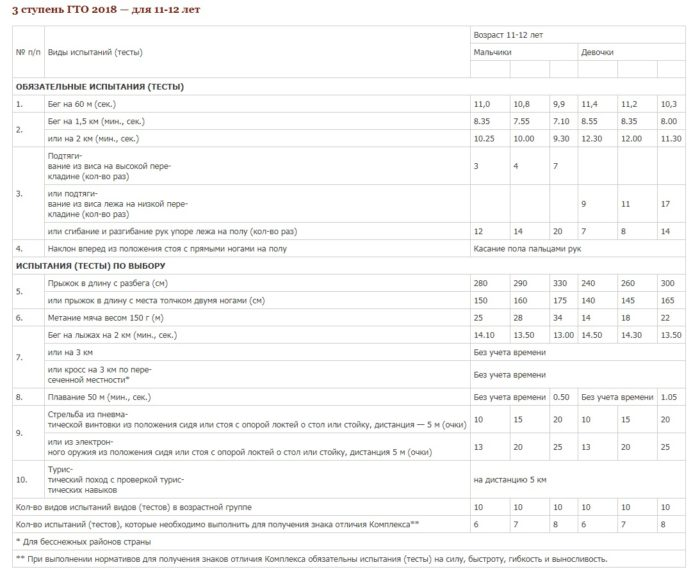 3 ступень ГТО 2018 — для 11-12 лет
№ п/п Виды испытаний (тесты) Возраст 11-12 лет
Мальчики Девочки
ОБЯЗАТЕЛЬНЫЕ ИСПЫТАНИЯ (ТЕСТЫ)
1. Бег на 60 м (сек.) 11,0 10,8 9,9 11,4 11,2 10,3
2. Бег на 1,5 км (мин., сек.) 8.35 7.55 7.10 8.55 8.35 8.00
или на 2 км (мин., сек.) 10.25 10.00 9.30 12.30 12.00 11.30
3. Подтяги-
вание из виса на высокой пере-
кладине (кол-во раз) 3 4 7
или подтяги-
вание из виса лежа на низкой пере-
кладине (кол-во раз) 9 11 17
или сгибание и разгибание рук упоре лежа на полу (кол-во раз) 12 14 20 7 8 14
4. Наклон вперед из положения стоя с прямыми ногами на полу Касание пола пальцами рук
ИСПЫТАНИЯ (ТЕСТЫ) ПО ВЫБОРУ
5. Прыжок в длину с разбега (см) 280 290 330 240 260 300
или прыжок в длину с места толчком двумя ногами (см) 150 160 175 140 145 165
6. Метание мяча весом 150 г (м) 25 28 34 14 18 22
7. Бег на лыжах на 2 км (мин., сек.) 14.10 13.50 13.00 14.50 14.30 13.50
или на 3 км Без учета времени
или кросс на 3 км по пере-
сеченной местности* Без учета времени
8. Плавание 50 м (мин., сек.) Без учета времени 0.50 Без учета времени 1.05
9. Стрельба из пневма-
тической винтовки из положения сидя или стоя с опорой локтей о стол или стойку, дистанция — 5 м (очки) 10 15 20 10 15 20
или из электрон-
ного оружия из положения сидя или стоя с опорой локтей о стол или стойку, дистанция 5 м (очки) 13 20 25 13 20 25
10. Турис-
тический поход с проверкой турис-
тических навыков на дистанцию 5 км
Кол-во видов испытаний видов (тестов) в возрастной группе 10 10 10 10 10 10
Кол-во испытаний (тестов), которые необходимо выполнить для получения знака отличия Комплекса** 6 7 8 6 7 8
* Для бесснежных районов страны
** При выполнении нормативов для получения знаков отличия Комплекса обязательны испытания (тесты) на силу, быстроту, гибкость и выносливость.